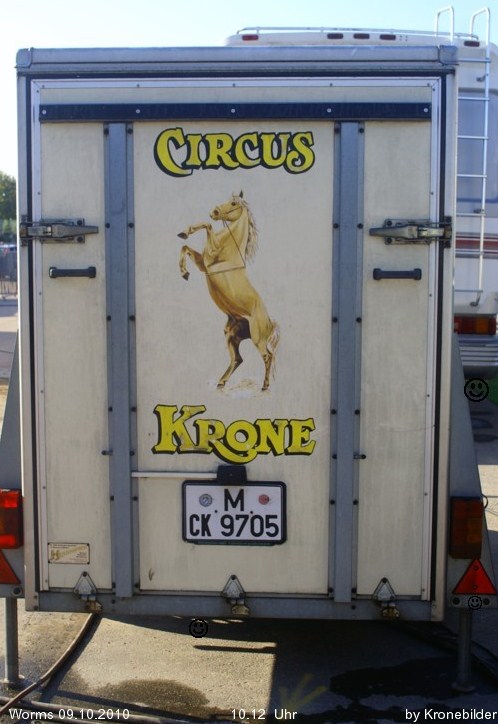 CIRCUS
KRONE
M
CK 9705
Worms 09.10.2010 10.12 Uhr by Kronebilder